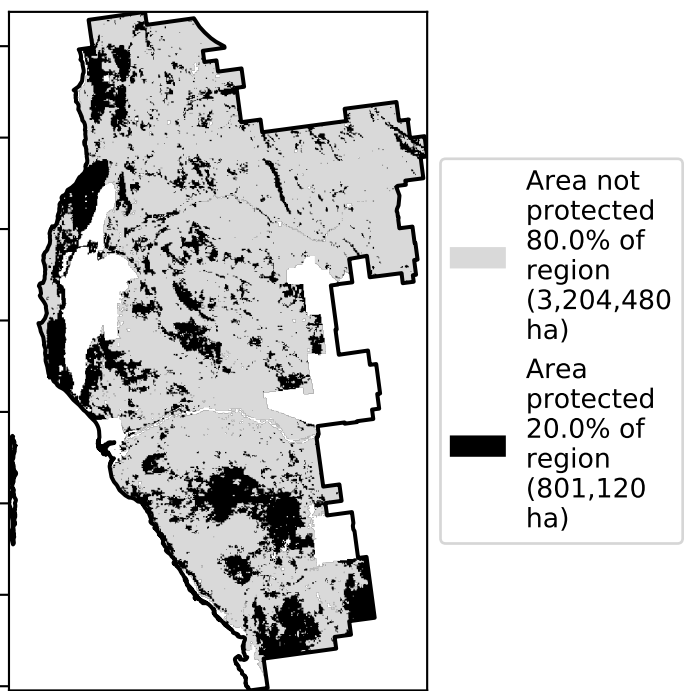 Area not
protected
80.0% of
region
(3,204,480
ha)
Area
protected
20.0% of
region
(801,120
ha)